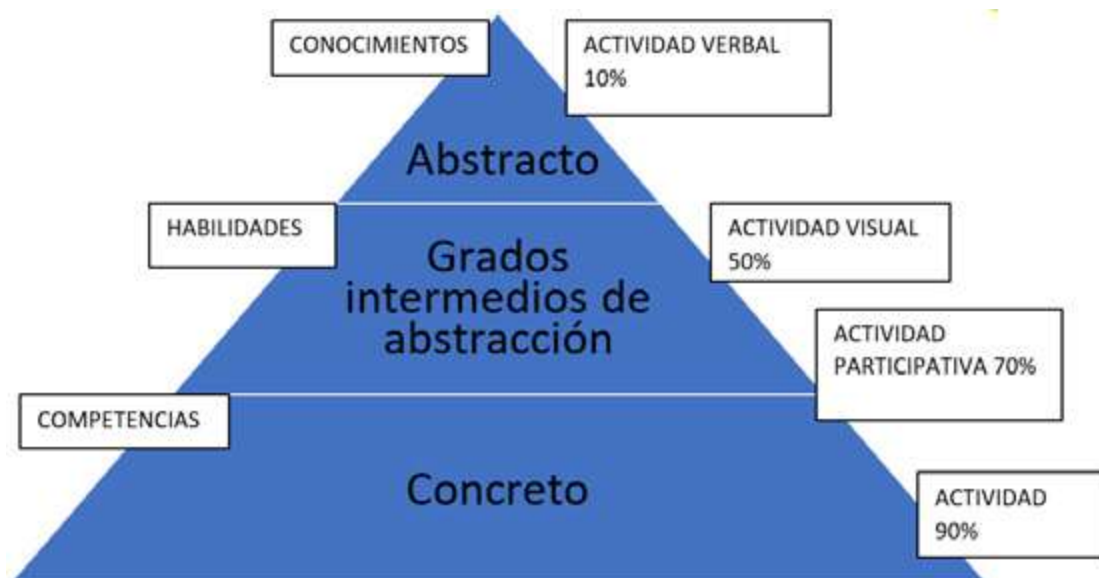 CONOCIMIENTOS
ACTIVIDAD VERBAL
10%
Abstracto
HABILIDADES
ACTIVIDAD VISUAL
50%
Grados
intermedios de
abstracción
ACTIVIDAD
PARTICIPATIVA 70%
COMPETENCIAS
Concreto
ACTIVIDAD
90%